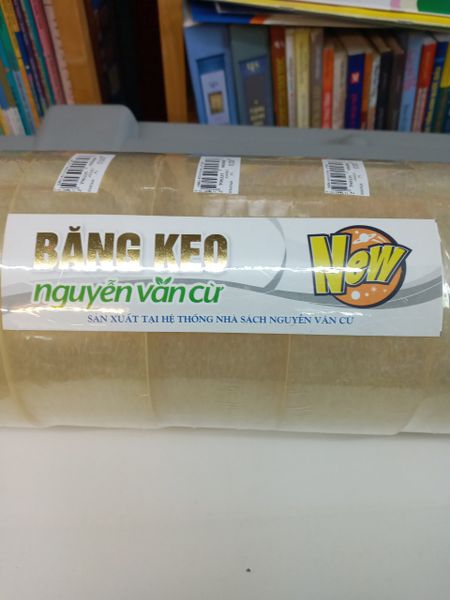 BĂNG KEO
nguyễn văn cừ
New
SẢN XUẤT TẠI HỆ THỐNG NHÀ SÁCH NGUYỄN VĂN CỪ